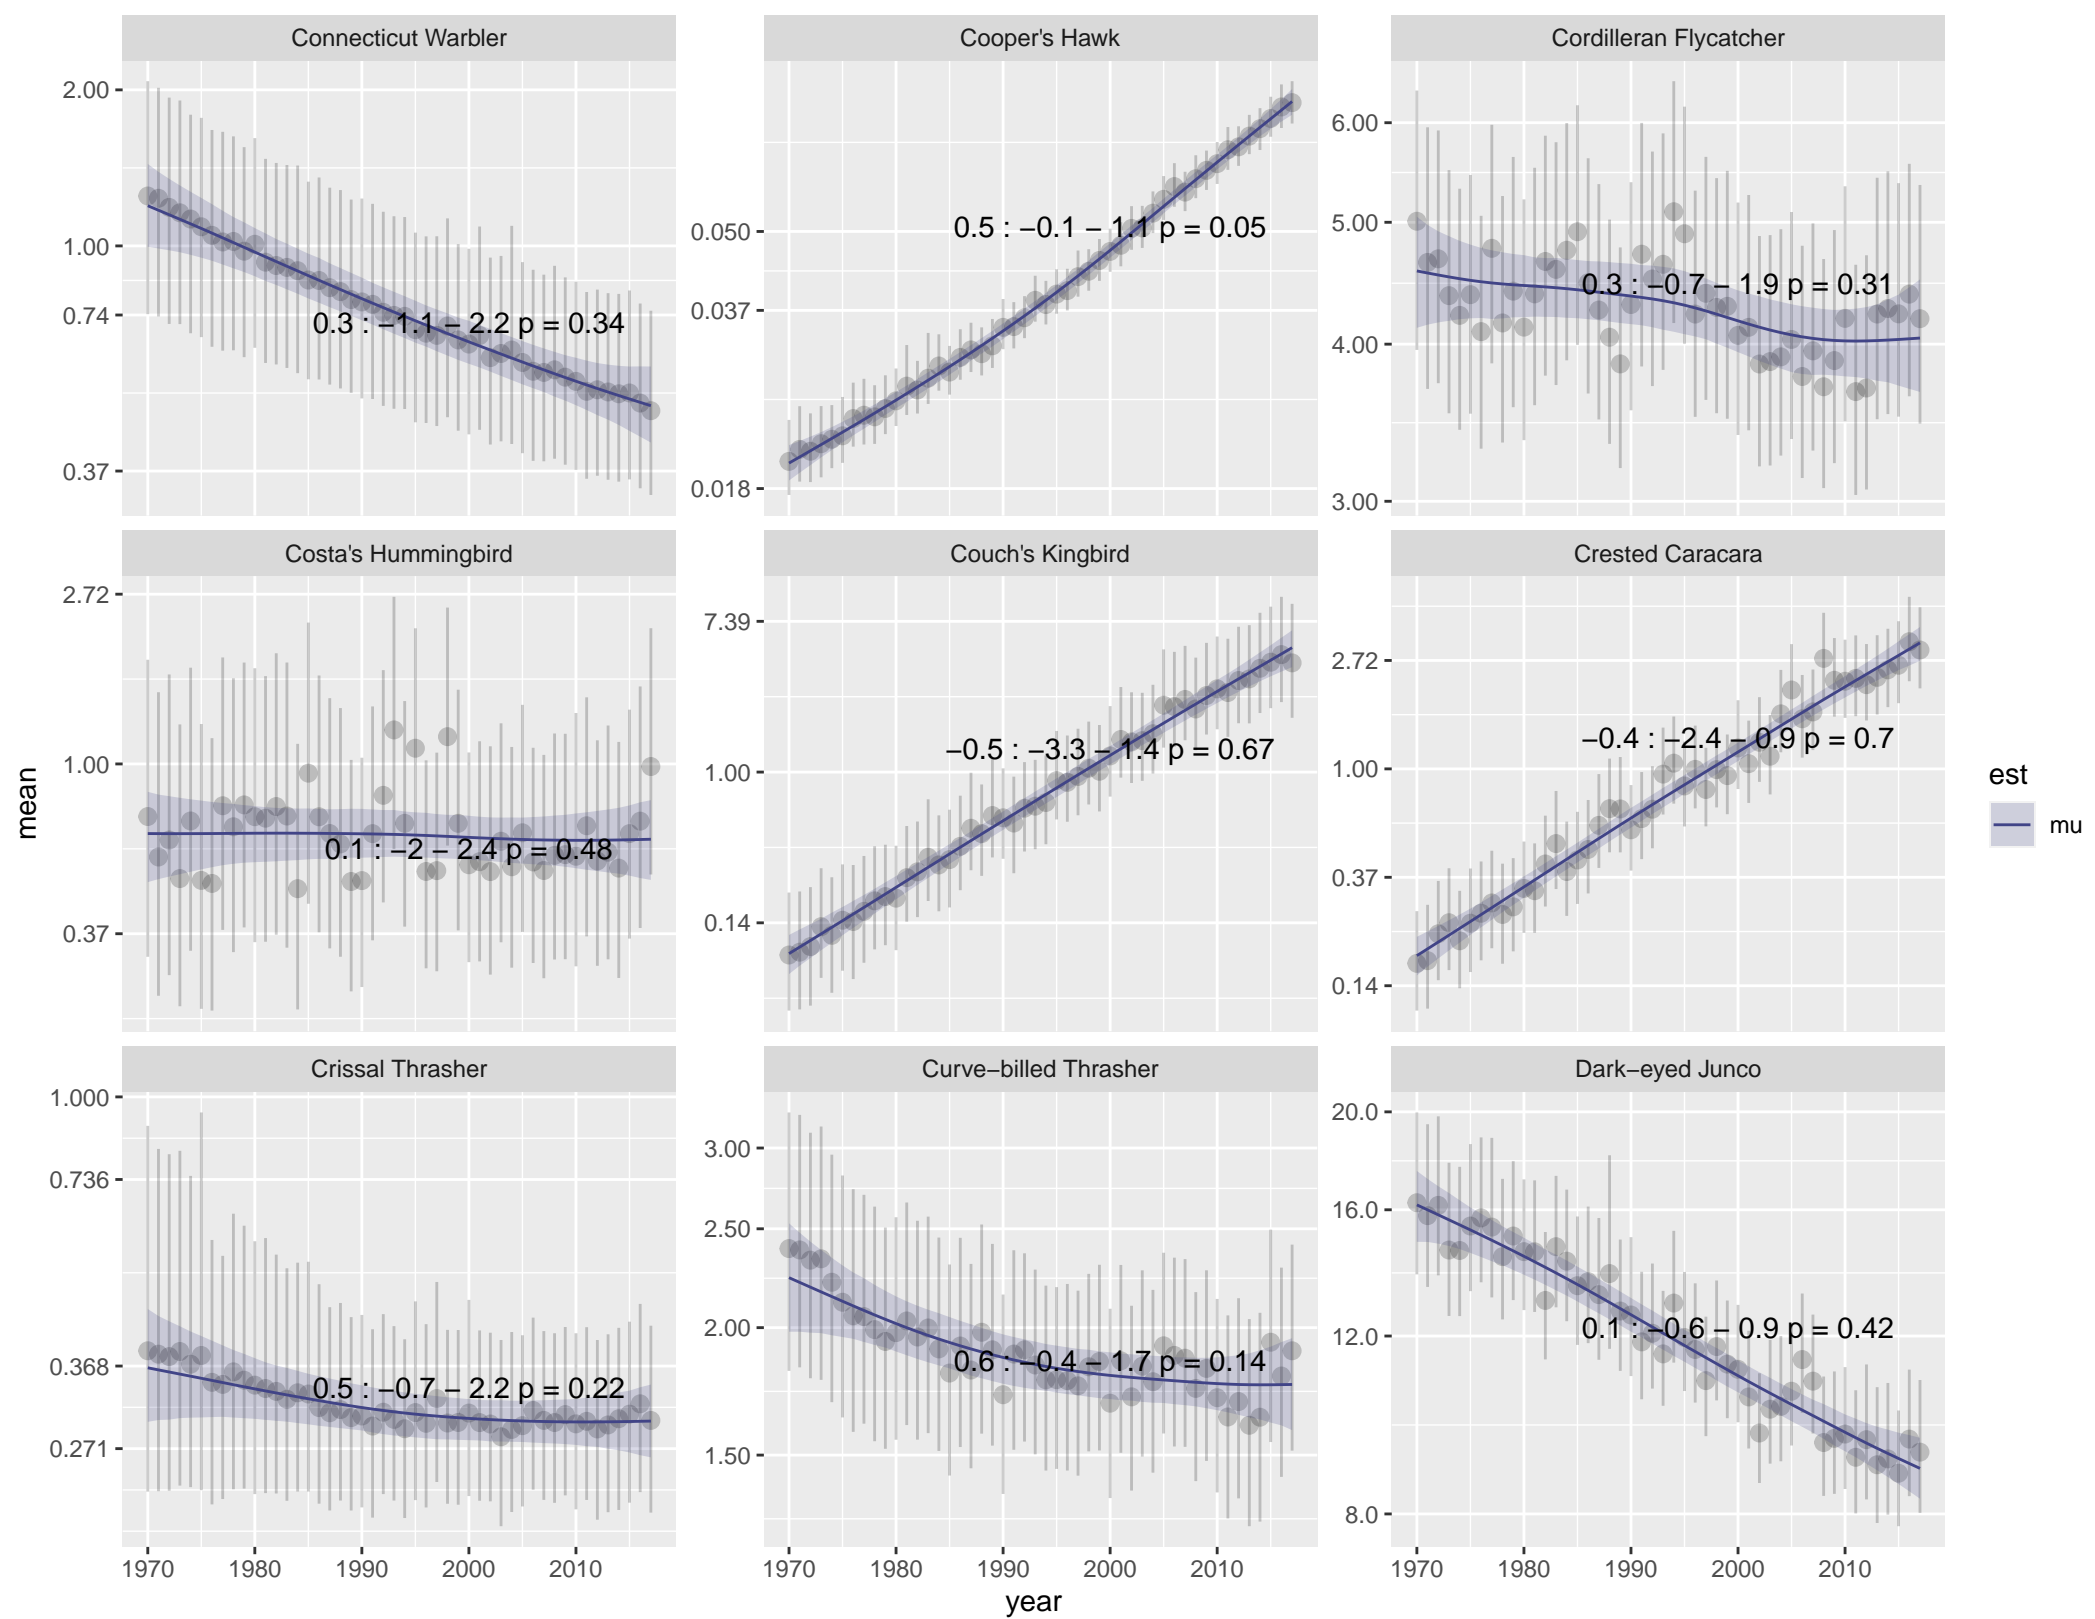 Connecticut Warbler
Cooper's Hawk
Cordilleran Flycatcher
2.00
1.00
0.74
0.37
0.3 : −1.1 − 2.2 p = 0.34
0.050
0.037
0.018
0.5 : −0.1 − 1.1 p = 0.05
6.00
5.00
4.00
3.00
0.3 : −0.7 − 1.9 p = 0.31
Costa's Hummingbird
Couch's Kingbird
Crested Caracara
2.72
1.00
0.37
0.1 : −2 − 2.4 p = 0.48
7.39
1.00
0.14
−0.5 : −3.3 − 1.4 p = 0.67
2.72
1.00
0.37
0.14
−0.4 : −2.4 − 0.9 p = 0.7
mean
est
mu
Crissal Thrasher
Curve−billed Thrasher
Dark−eyed Junco
1.000
0.736
0.368
0.271
0.5 : −0.7 − 2.2 p = 0.22
3.00
2.50
2.00
1.50
0.6 : −0.4 − 1.7 p = 0.14
20.0
16.0
12.0
8.0
0.1 : −0.6 − 0.9 p = 0.42
1970 1980 1990 2000 2010
1970 1980 1990 2000 2010
1970 1980 1990 2000 2010
year